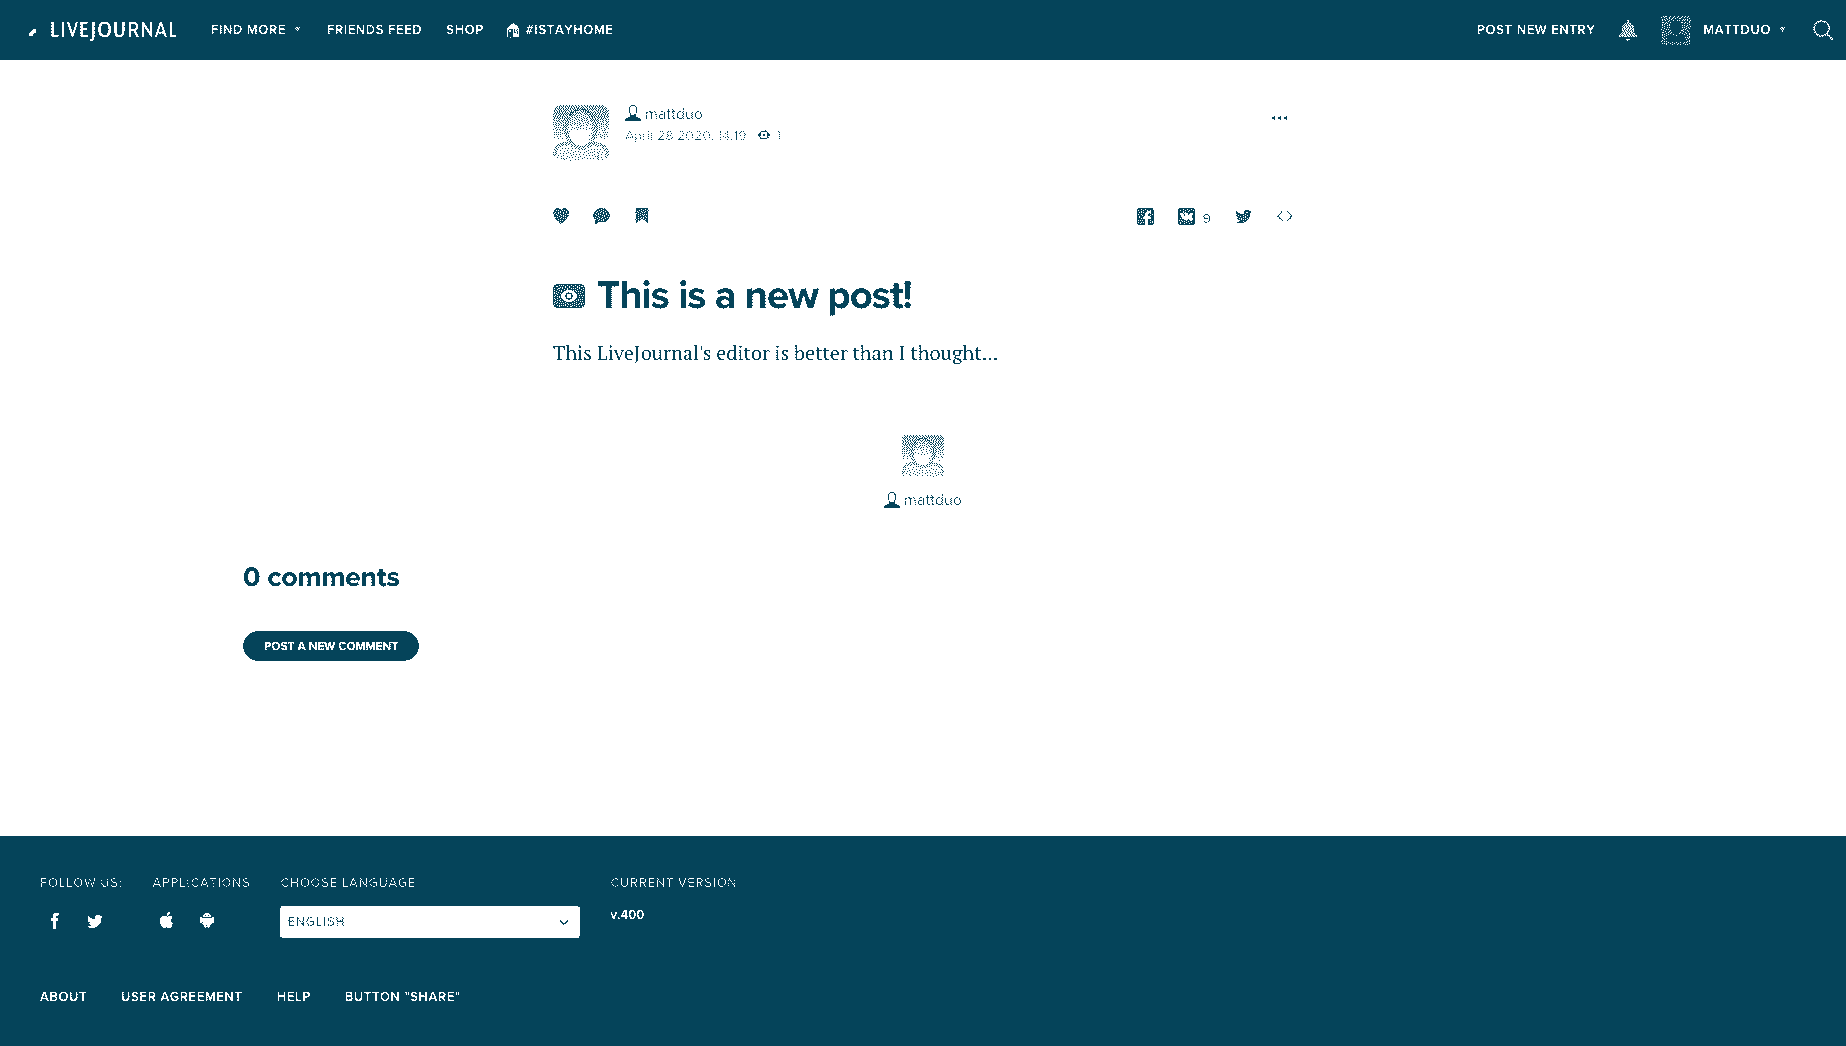 LIVEJOURNAL FIND MORE FRIENDS FEED SHOP #ISTAYHOME POST NEW ENTRY MATTDUO
mattduo
April 28 2020, 14:19 1
9
This is a new post!
This LiveJournal's editor is better than I thought...
mattduo
0 comments
POST A NEW COMMENT
FOLLOW US: APPLICATIONS CHOOSE LANGUAGE CURRENT VERSION
ENGLISH v.400
ABOUT USER AGREEMENT HELP BUTTON "SHARE"